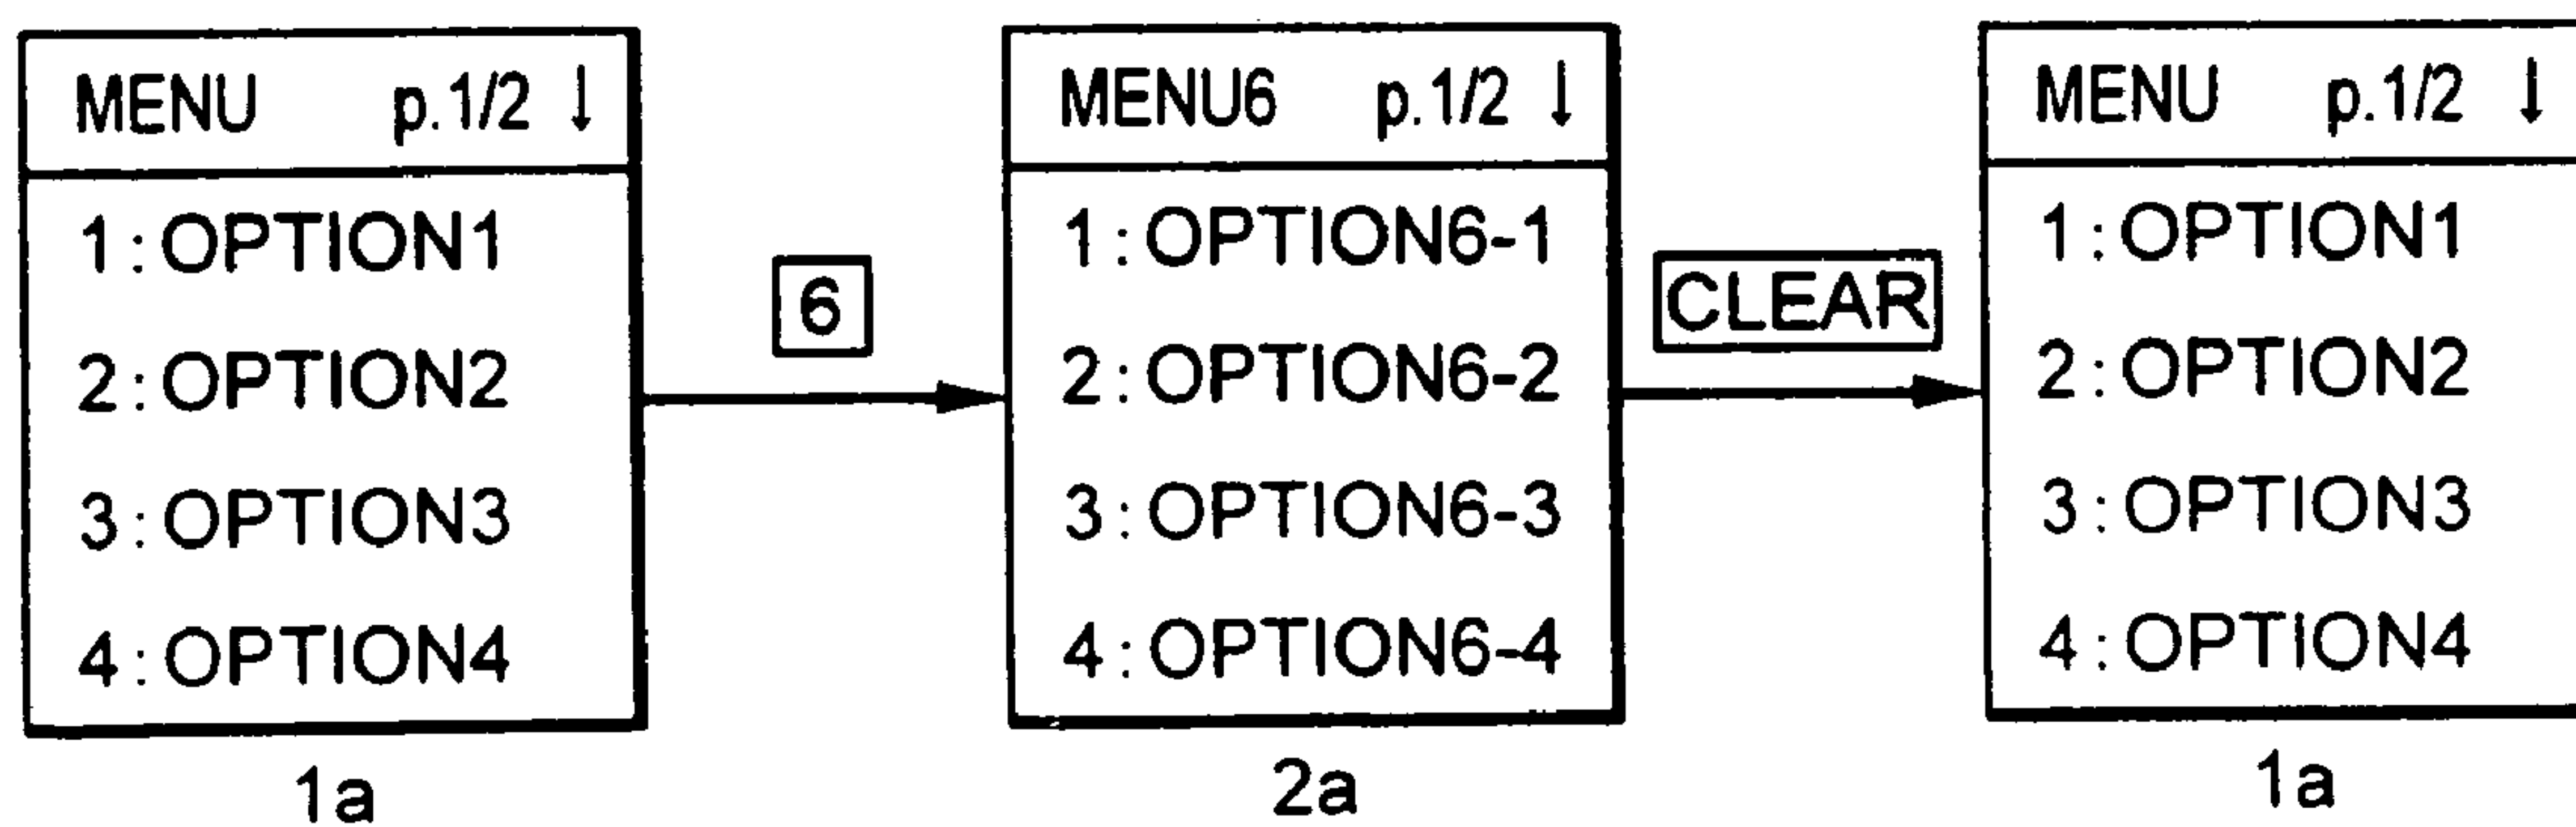 MENU p.1/2 ↓
1:OPTION1
2:OPTION2
3:OPTION3
4:OPTION4
1a
6
MENU6 p.1/2 ↓
1:OPTION6-1
2:OPTION6-2
3:OPTION6-3
4:OPTION6-4
2a
CLEAR
MENU p.1/2 ↓
1:OPTION1
2:OPTION2
3:OPTION3
4:OPTION4
1a